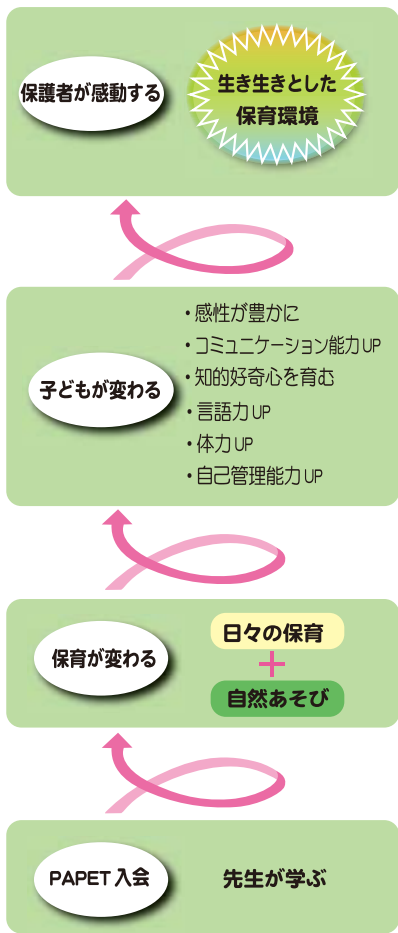 保護者が感動する
生き生きとした
保育環境
子どもが変わる
・感性が豊かに
・コミュニケーション能力UP
・知的好奇心を育む
・言語力UP
・体力UP
・自己管理能力UP
保育が変わる
日々の保育
+
自然あそび
PAPET入会
先生が学ぶ